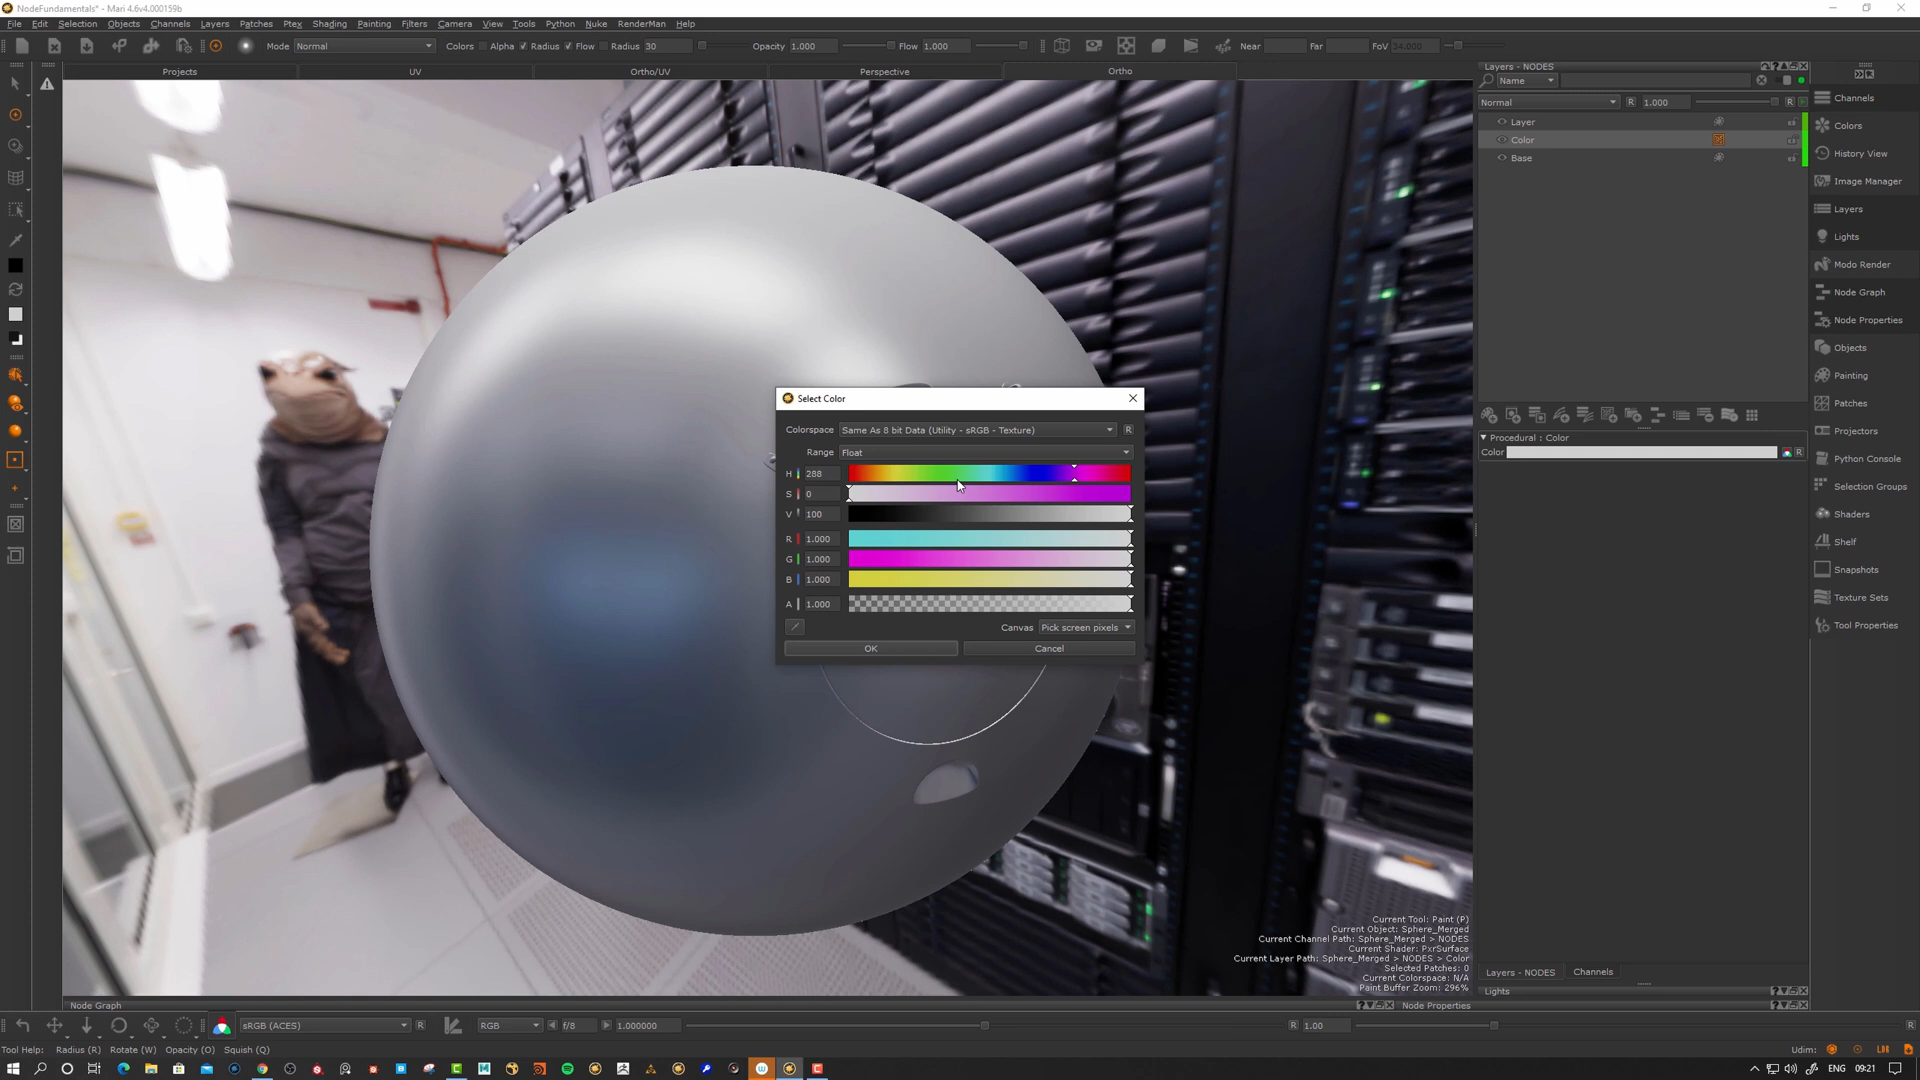 NodeFundamentals* - Mari 4.6v4.000159b
File Edit Selection Objects Channels Layers Patches Ptex Shading Painting Filters Camera View Tools Python Nuke RenderMan Help
Mode Normal Colors Alpha Radius Flow Radius 30 Opacity 1.000 Flow 1.000 Near Far FoV 34.000
Projects UV Ortho/UV Perspective Ortho
Layers - NODES
Name
Normal R 1.000 R
Layer
Color
Base
Channels
Colors
History View
Image Manager
Layers
Lights
Modo Render
Node Graph
Node Properties
Objects
Painting
Patches
Projectors
Python Console
Selection Groups
Shaders
Shelf
Snapshots
Texture Sets
Tool Properties
Procedural : Color
Color R
Select Color
Colorspace Same As 8 bit Data (Utility - sRGB - Texture) R
Range Float
H 288
S 0
V 100
R 1.000
G 1.000
B 1.000
A 1.000
Canvas Pick screen pixels
OK Cancel
Current Tool: Paint (P)
Current Object: Sphere_Merged
Current Channel Path: Sphere_Merged > NODES
Current Shader: PxrSurface
Current Layer Path: Sphere_Merged > NODES > Color
Selected Patches: 0
Current Colorspace: N/A
Paint Buffer Zoom: 296%
Layers - NODES Channels
Lights
Node Graph Node Properties
sRGB (ACES) R RGB f/8 1.000000 R 1.00 R
Tool Help: Radius (R) Rotate (W) Opacity (O) Squish (Q) Udim:
ENG 09:21